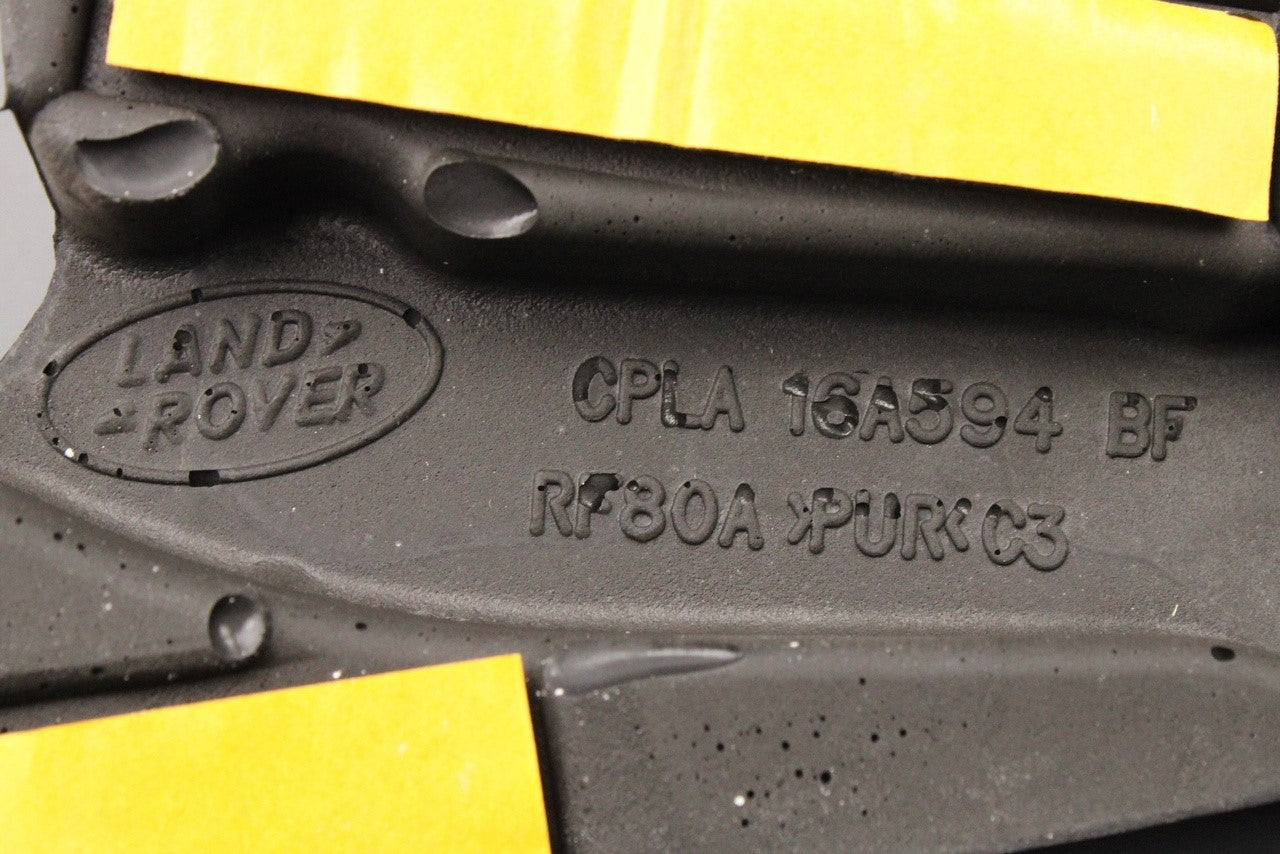 LAND
ROVER
CPLA 16A594 BF
RF80A >PUR< C3